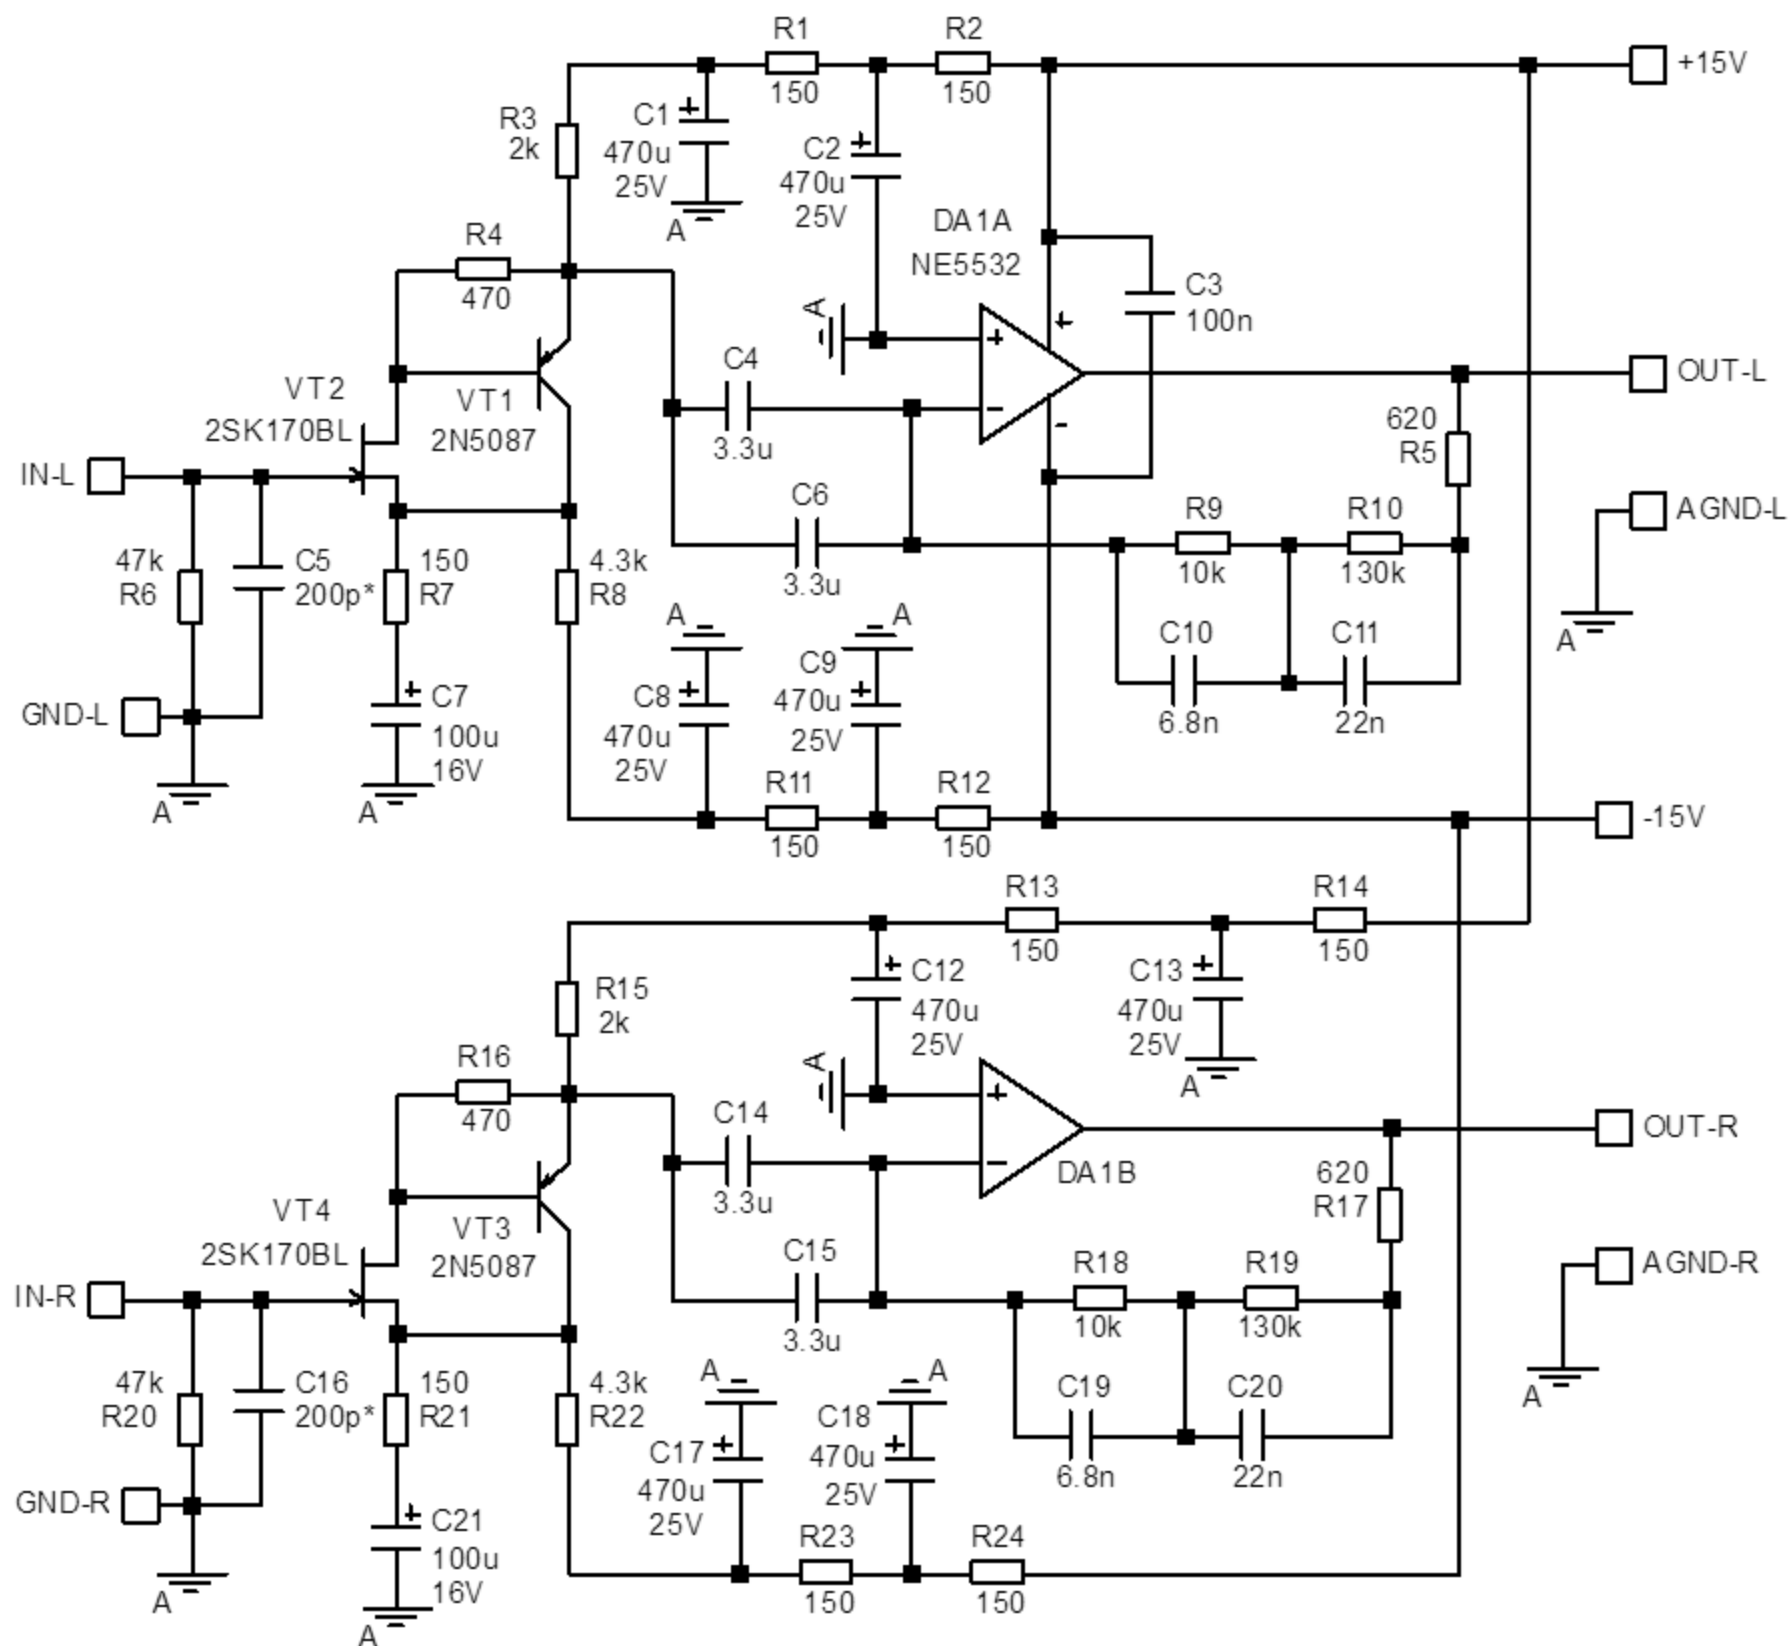 R1
150
R2
150
+15V
R3
2k
C1
470u
25V
A
C2
470u
25V
DA1A
NE5532
R4
470
A
C3
100n
+
+
-
-
VT2
2SK170BL
VT1
2N5087
C4
3.3u
OUT-L
620
R5
IN-L
C6
3.3u
R9
10k
R10
130k
AGND-L
A
47k
R6
C5
200p*
150
R7
4.3k
R8
A
A
C10
6.8n
C11
22n
GND-L
C7
100u
16V
C8
470u
25V
C9
470u
25V
A
A
R11
150
R12
150
-15V
R13
150
R14
150
R15
2k
C12
470u
25V
C13
470u
25V
A
R16
470
A
+
-
DA1B
C14
3.3u
OUT-R
620
R17
VT4
2SK170BL
VT3
2N5087
IN-R
C15
3.3u
R18
10k
R19
130k
AGND-R
A
47k
R20
C16
200p*
150
R21
4.3k
R22
A
A
C19
6.8n
C20
22n
C17
470u
25V
C18
470u
25V
GND-R
C21
100u
16V
A
A
R23
150
R24
150